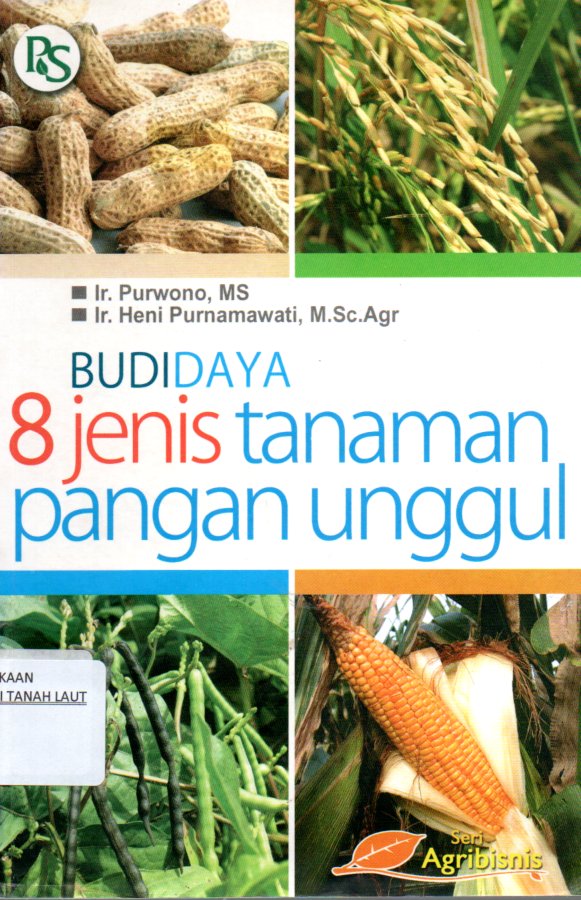 PS
■ Ir. Purwono, MS
■ Ir. Heni Purnamawati, M.Sc.Agr
BUDIDAYA
8 jenis tanaman
pangan unggul
KAAN
I TANAH LAUT
Seri
Agribisnis